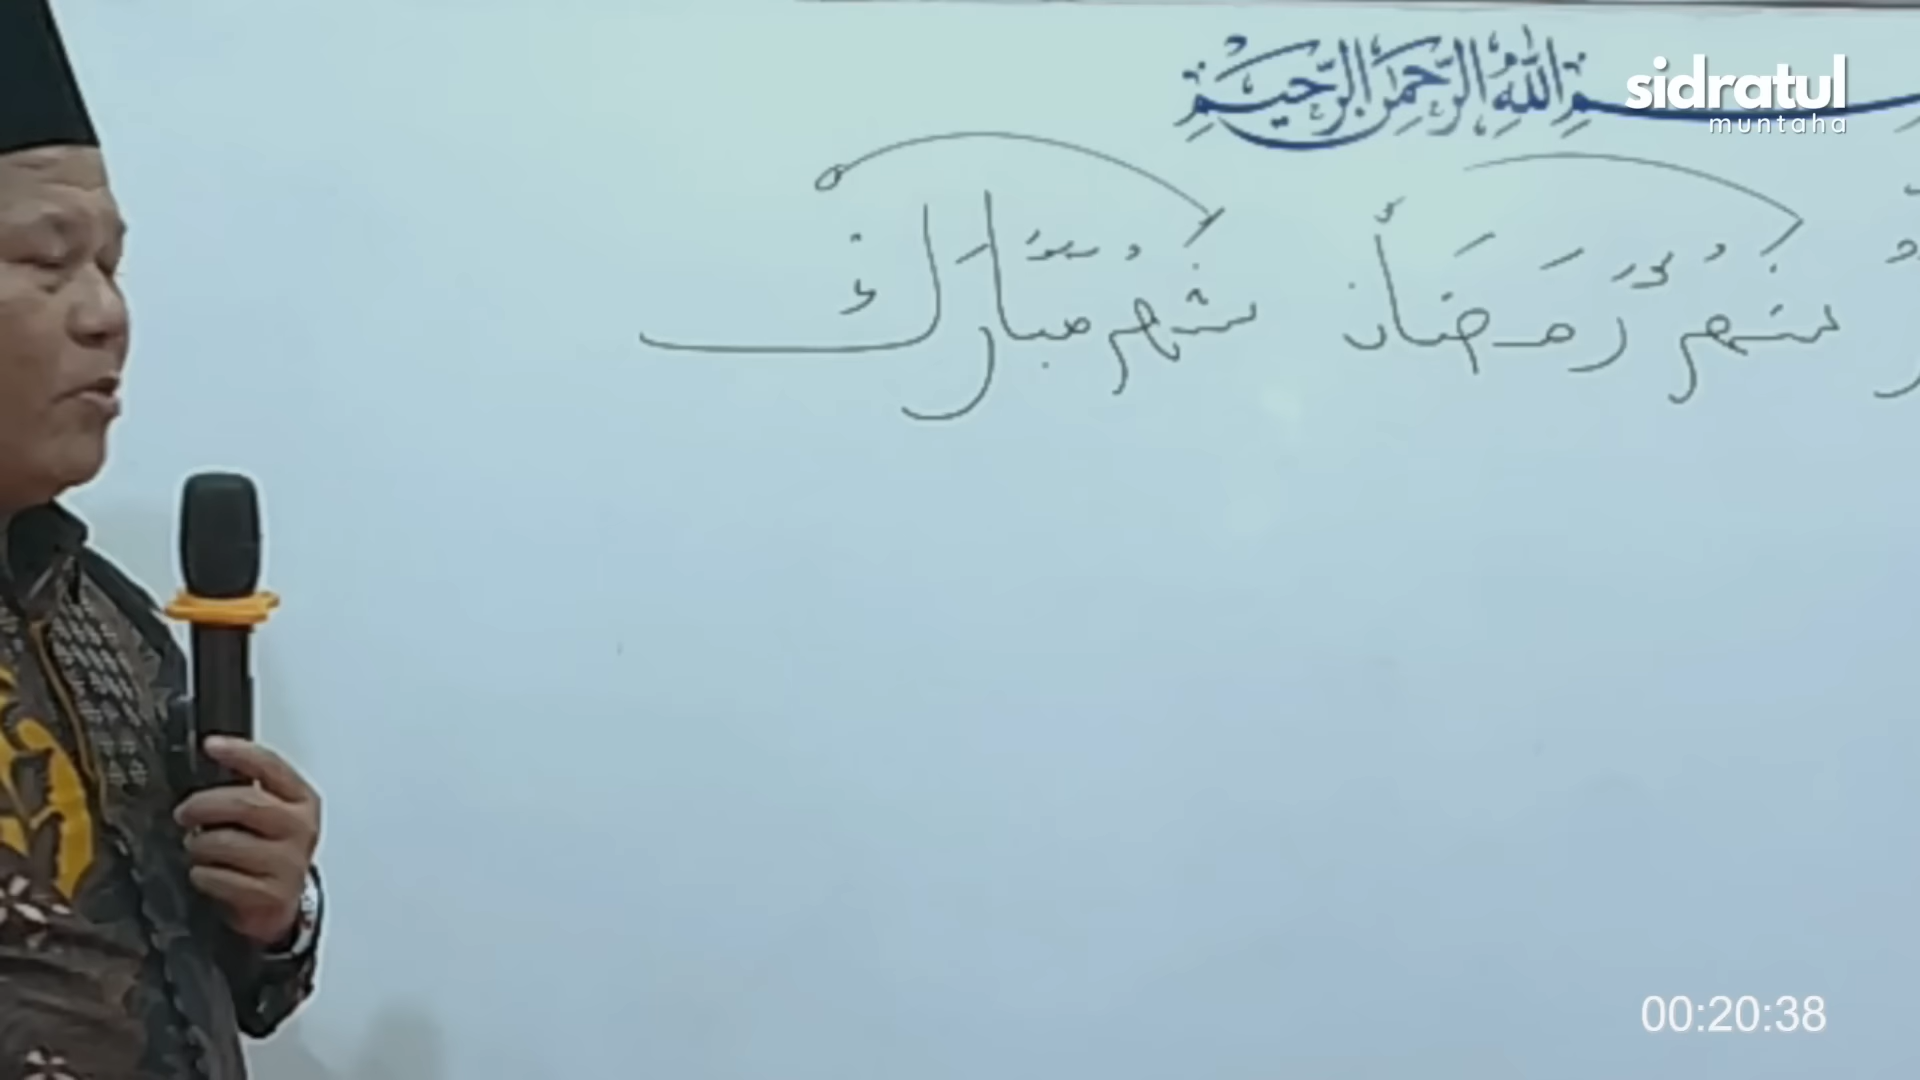 بِسْمِ اللهِ الرَّحْمٰنِ الرَّحِيْمِ
sidratul
muntaha
شَهْرُ رَمَضَان شَهْرُ مُبَارَك
00:20:38